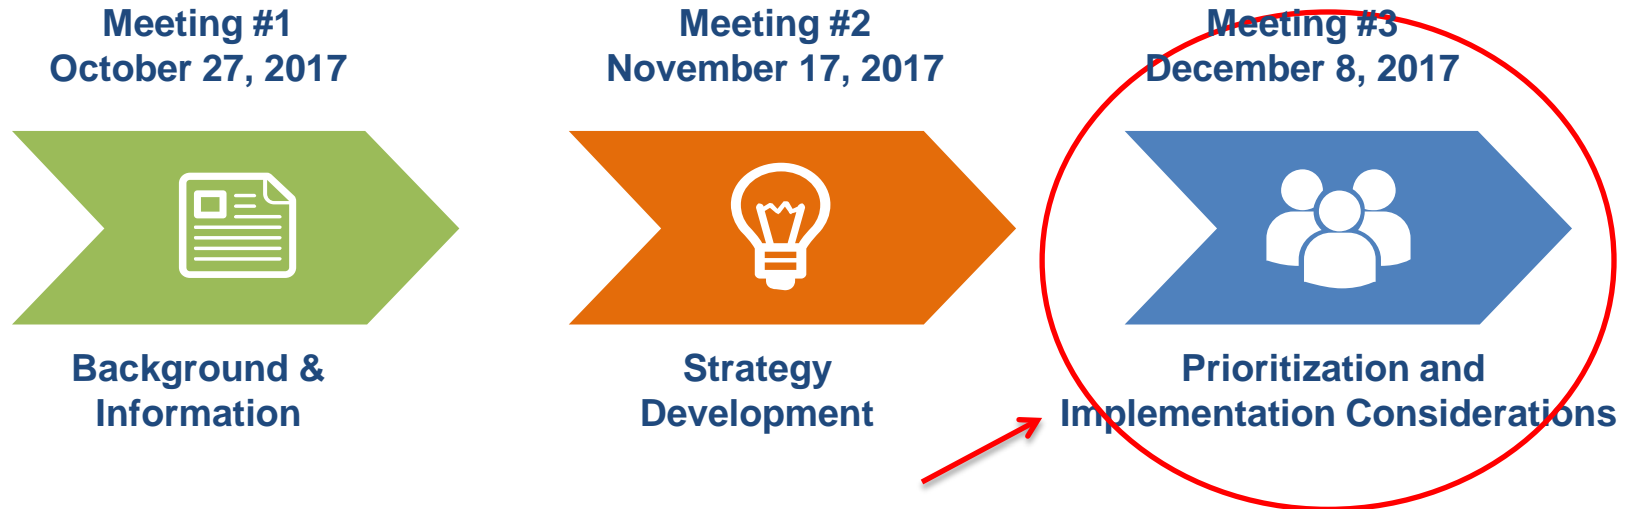 Meeting #1
October 27, 2017
Meeting #2
November 17, 2017
Meeting #3
December 8, 2017
Background &
Information
Strategy
Development
Prioritization and
Implementation Considerations